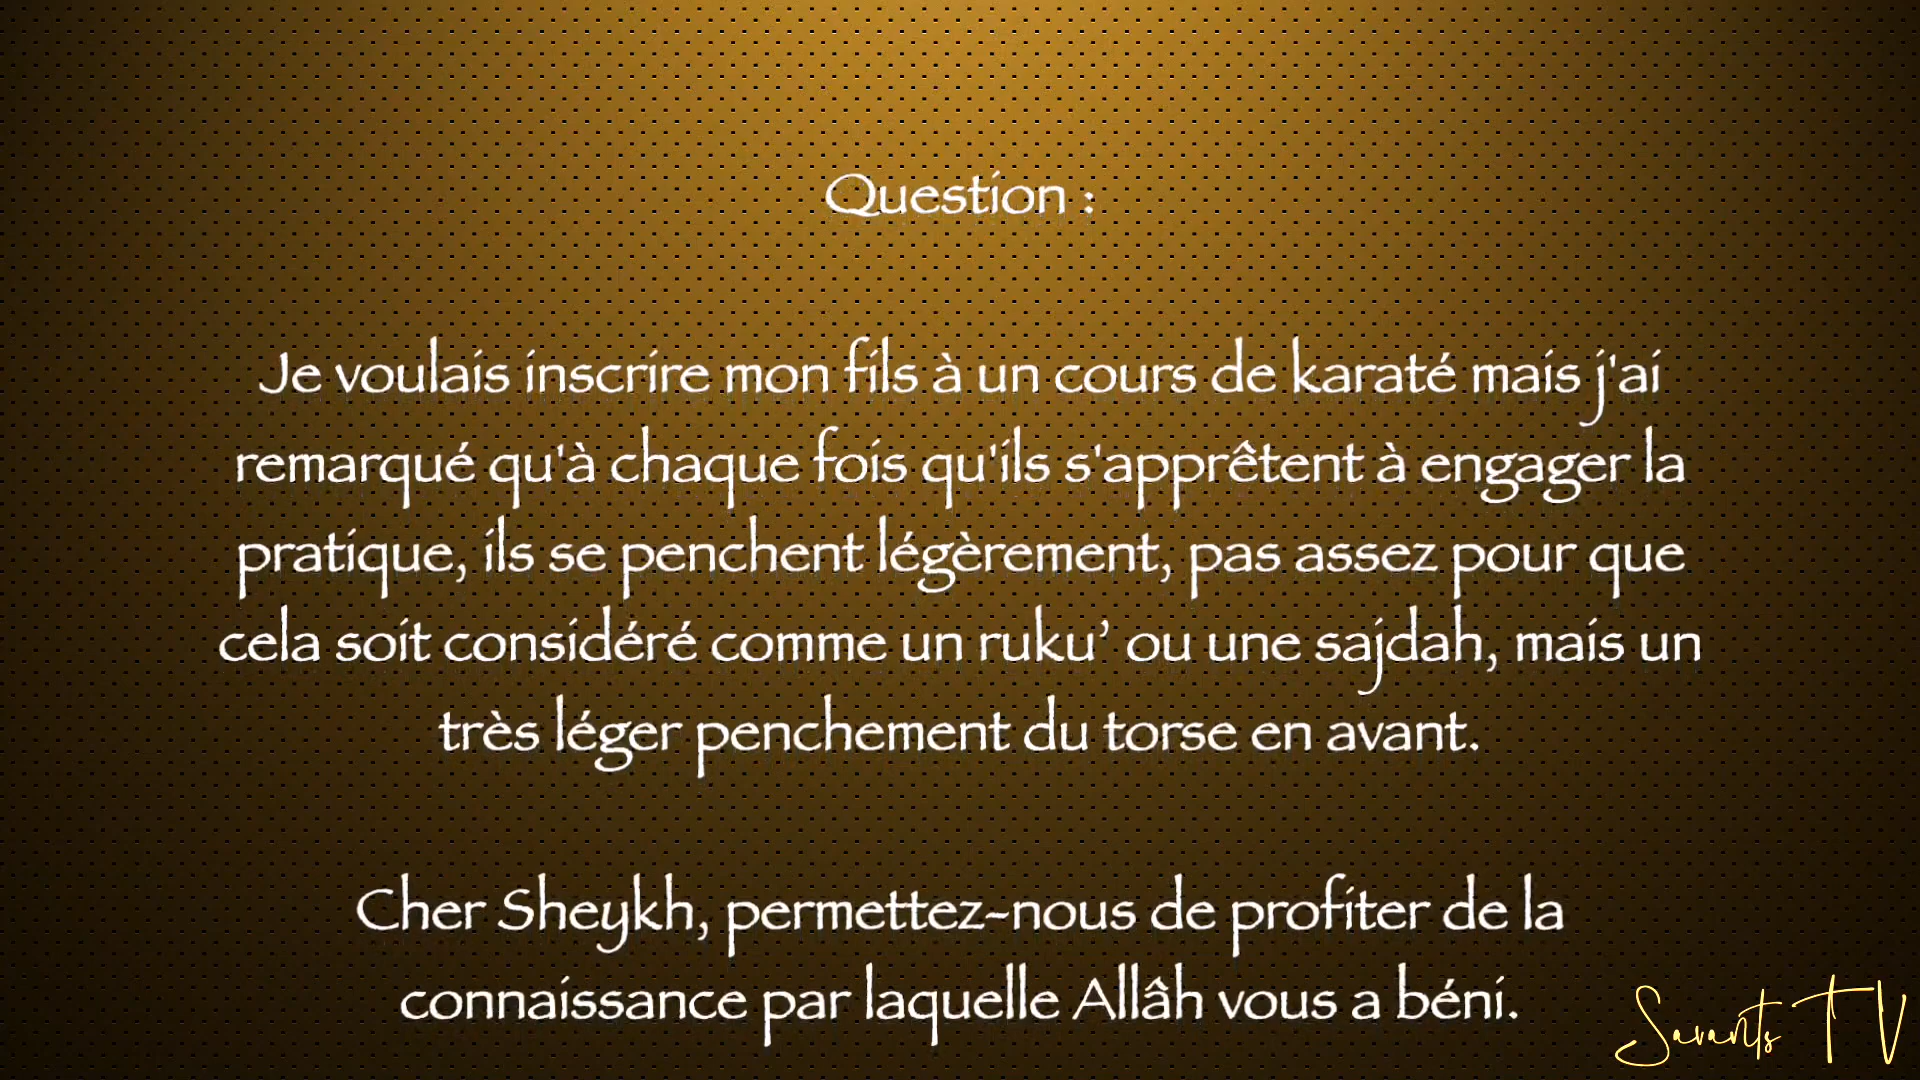 Question :
Je voulais inscrire mon fils à un cours de karaté mais j'ai
remarqué qu'à chaque fois qu'ils s'apprêtent à engager la
pratique, ils se penchent légèrement, pas assez pour que
cela soit considéré comme un ruku’ ou une sajdah, mais un
très léger penchement du torse en avant.
Cher Sheykh, permettez-nous de profiter de la
connaissance par laquelle Allâh vous a béni.
Savants TV